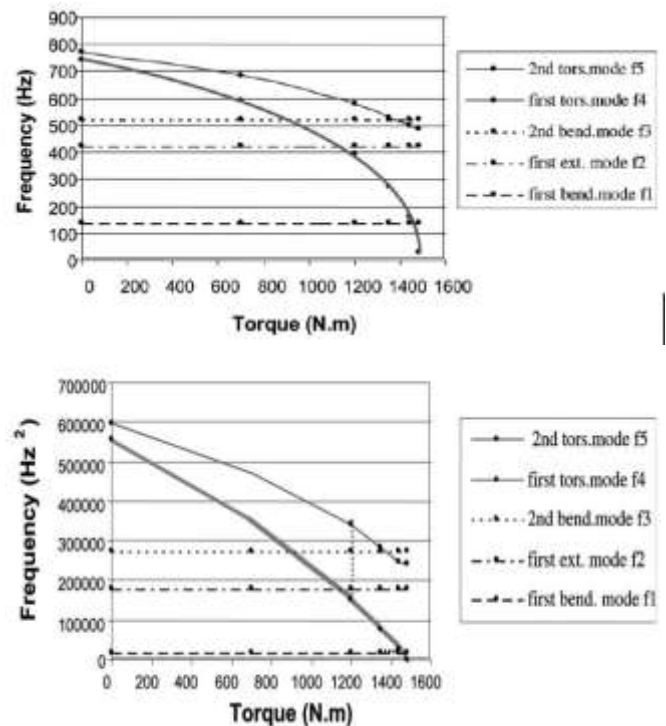 900
800
700
600
500
400
300
200
100
0
Frequency (Hz)
0 200 400 600 800 1000 1200 1400 1600
Torque (N.m)
2nd tors.mode f5
first tors.mode f4
2nd bend.mode f3
first ext. mode f2
first bend.mode f1
700000
600000
500000
400000
300000
200000
100000
0
Frequency (Hz ²)
0 200 400 600 800 1000 1200 1400 1600
Torque (N.m)
2nd tors.mode f5
first tors.mode f4
2nd bend.mode f3
first ext. mode f2
first bend. mode f1